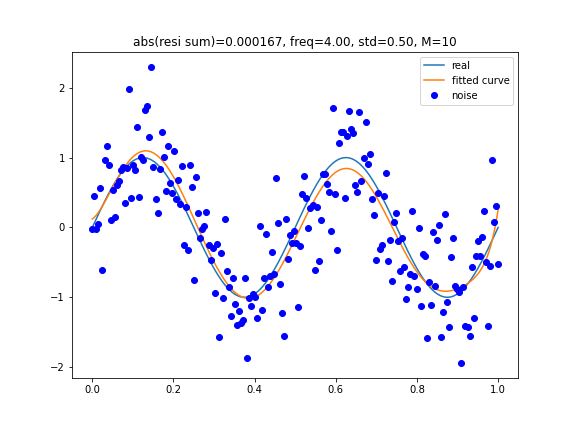 abs(resi sum)=0.000167, freq=4.00, std=0.50, M=10
real
fitted curve
noise
2
1
0
−1
−2
0.0 0.2 0.4 0.6 0.8 1.0